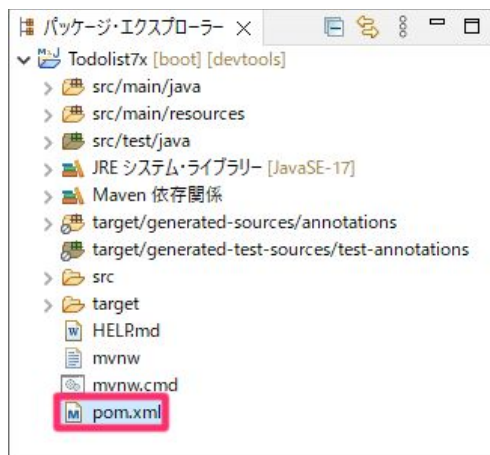 パッケージ・エクスプローラー
Todolist7x [boot] [devtools]
src/main/java
src/main/resources
src/test/java
JRE システム・ライブラリー [JavaSE-17]
Maven 依存関係
target/generated-sources/annotations
target/generated-test-sources/test-annotations
src
target
HELP.md
mvnw
mvnw.cmd
pom.xml